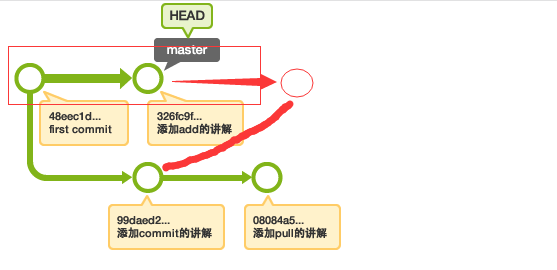 HEAD
master
48eec1d...
first commit
326fc9f...
添加add的讲解
99daed2...
添加commit的讲解
08084a5...
添加pull的讲解